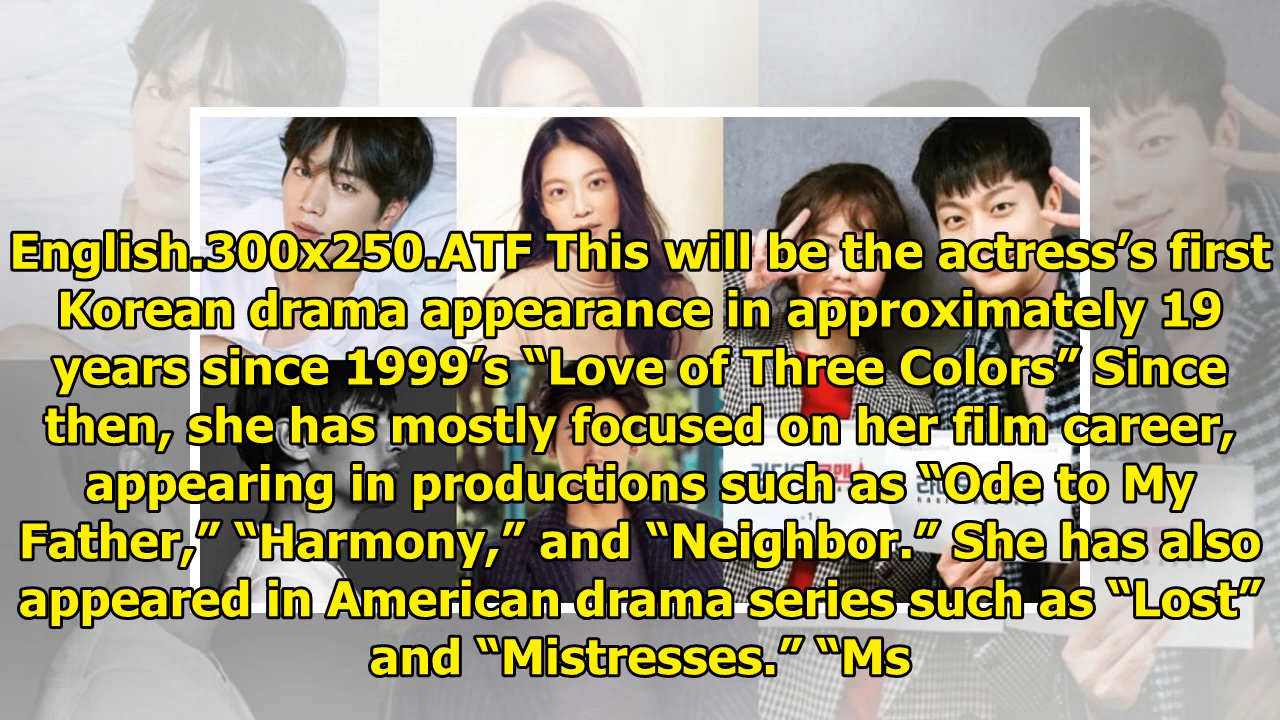 English.300x250.ATF This will be the actress’s first
Korean drama appearance in approximately 19
years since 1999’s “Love of Three Colors” Since
then, she has mostly focused on her film career,
appearing in productions such as “Ode to My
Father,” “Harmony,” and “Neighbor.” She has also
appeared in American drama series such as “Lost”
and “Mistresses.” “Ms